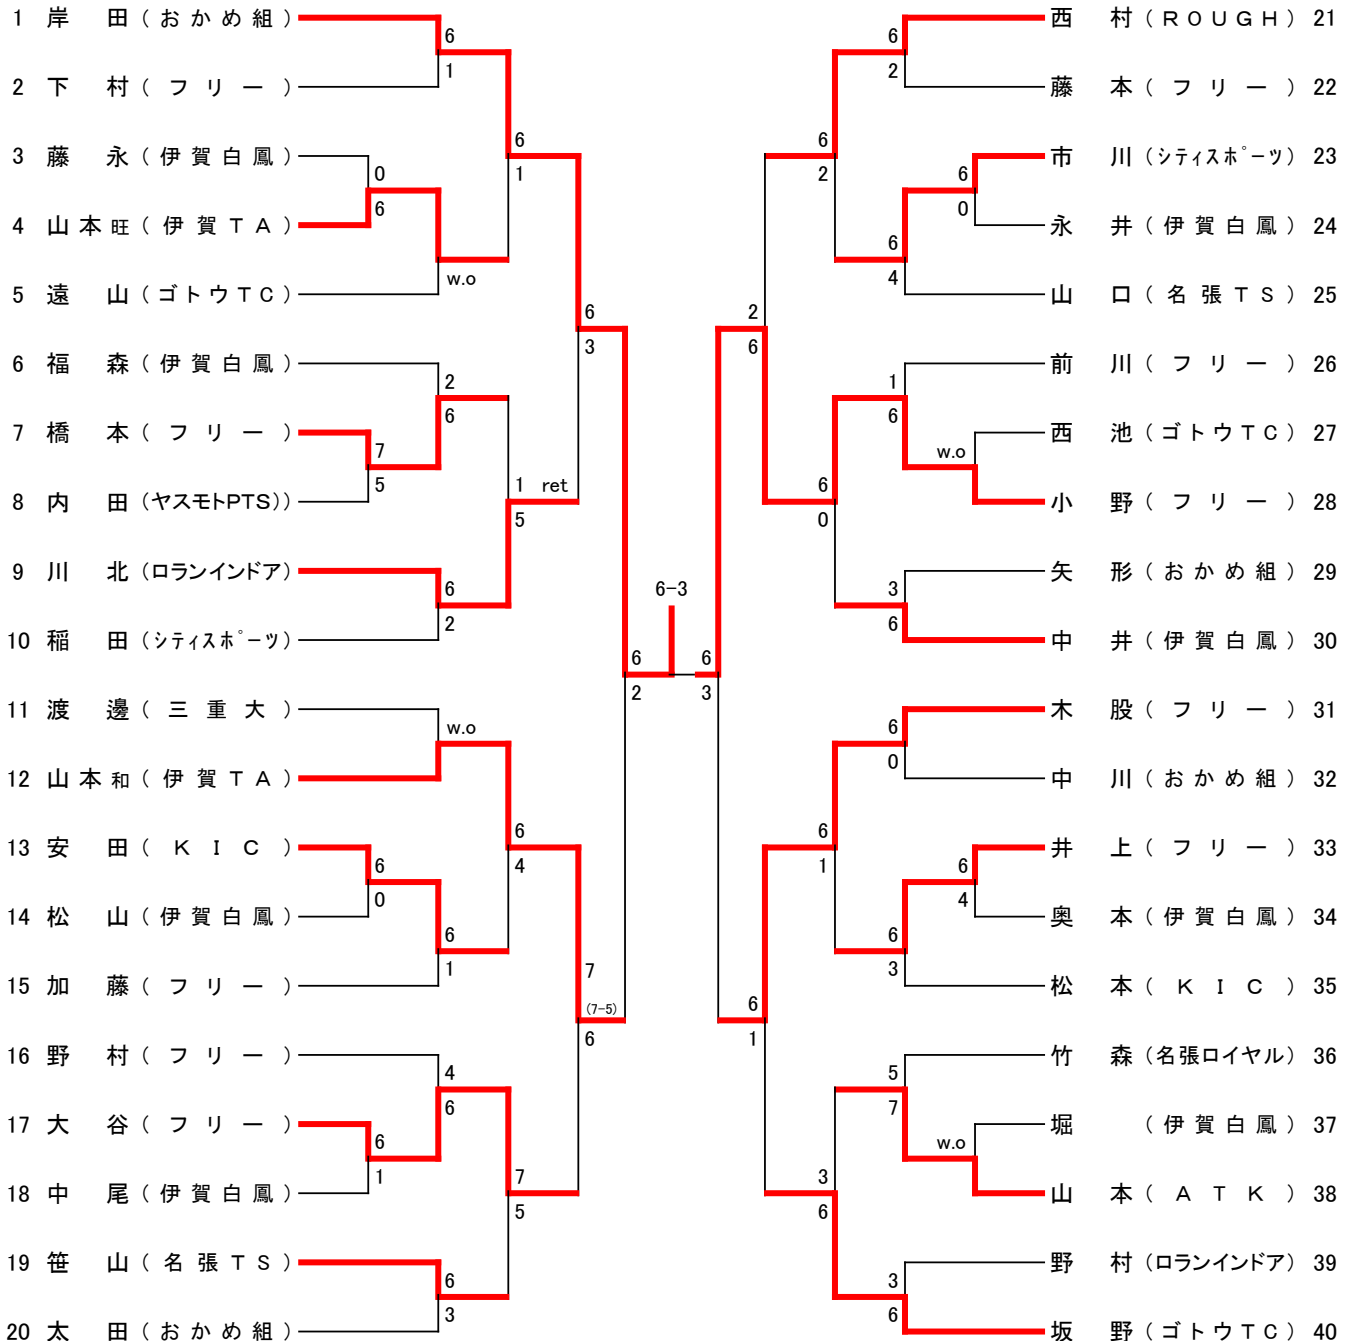 1 岸 田 (おかめ組)
2 下 村 (フリー)
3 藤 永 (伊賀白鳳)
4 山本旺 (伊賀TA)
5 遠 山 (ゴトウTC)
6 福 森 (伊賀白鳳)
7 橋 本 (フリー)
8 内 田 (ヤスモトPTS))
9 川 北 (ロランインドア)
10 稲 田 (シティスポーツ)
11 渡 邊 (三重大)
12 山本和 (伊賀TA)
13 安 田 (KIC)
14 松 山 (伊賀白鳳)
15 加 藤 (フリー)
16 野 村 (フリー)
17 大 谷 (フリー)
18 中 尾 (伊賀白鳳)
19 笹 山 (名張TS)
20 太 田 (おかめ組)
0
6
7
5
6
0
6
1
6
1
w.o
2
6
6
2
w.o
6
1
4
6
6
3
6
1
1 ret
5
6
4
7
5
6
3
7
(7-5)
6
6
2
6-3
6
3
2
6
6
1
6
2
6
0
6
1
3
6
6
2
6
4
1
6
3
6
6
0
6
3
5
7
3
6
6
0
w.o
6
4
w.o
西 村 (ROUGH) 21
藤 本 (フリー) 22
市 川 (シティスポーツ) 23
永 井 (伊賀白鳳) 24
山 口 (名張TS) 25
前 川 (フリー) 26
西 池 (ゴトウTC) 27
小 野 (フリー) 28
矢 形 (おかめ組) 29
中 井 (伊賀白鳳) 30
木 股 (フリー) 31
中 川 (おかめ組) 32
井 上 (フリー) 33
奥 本 (伊賀白鳳) 34
松 本 (KIC) 35
竹 森 (名張ロイヤル) 36
堀 (伊賀白鳳) 37
山 本 (ATK) 38
野 村 (ロランインドア) 39
坂 野 (ゴトウTC) 40